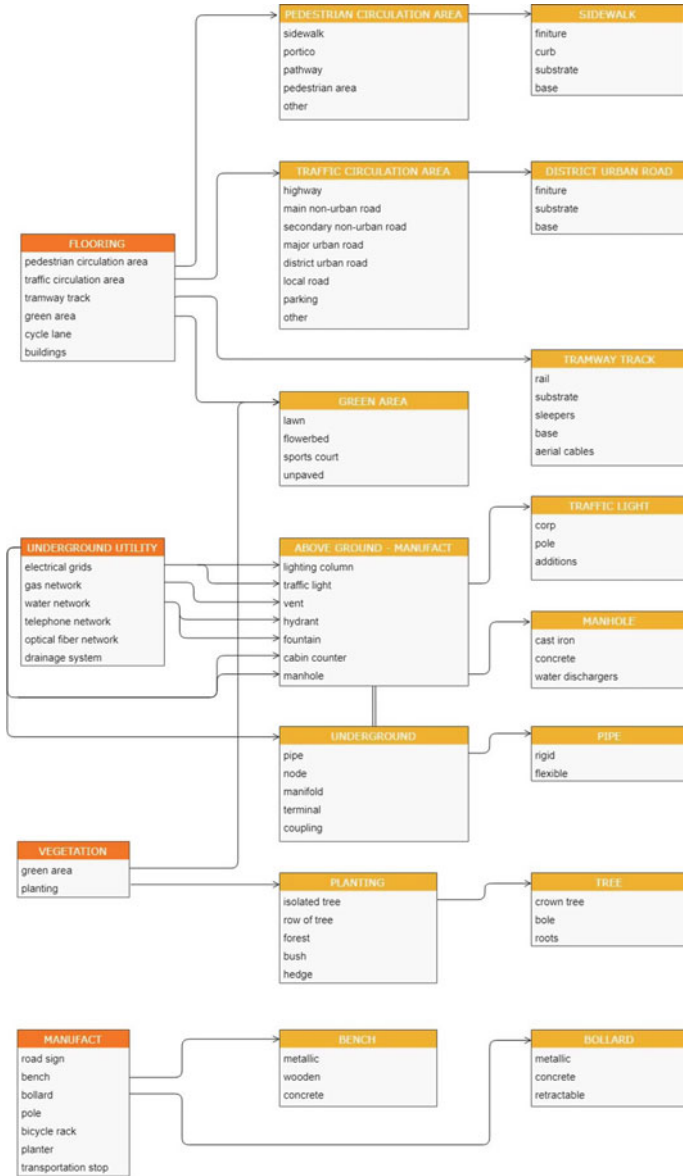 PEDESTRIAN CIRCULATION AREA
sidewalk
portico
pathway
pedestrian area
other
SIDEWALK
finiture
curb
substrate
base
TRAFFIC CIRCULATION AREA
highway
main non-urban road
secondary non-urban road
major urban road
district urban road
local road
parking
other
DISTRICT URBAN ROAD
finiture
substrate
base
FLOORING
pedestrian circulation area
traffic circulation area
tramway track
green area
cycle lane
buildings
TRAMWAY TRACK
rail
substrate
sleepers
base
aerial cables
GREEN AREA
lawn
flowerbed
sports court
unpaved
UNDERGROUND UTILITY
electrical grids
gas network
water network
telephone network
optical fiber network
drainage system
ABOVE GROUND - MANUFACT
lighting column
traffic light
vent
hydrant
fountain
cabin counter
manhole
TRAFFIC LIGHT
corp
pole
additions
MANHOLE
cast iron
concrete
water dischargers
UNDERGROUND
pipe
node
manifold
terminal
coupling
PIPE
rigid
flexible
VEGETATION
green area
planting
PLANTING
isolated tree
row of tree
forest
bush
hedge
TREE
crown tree
bole
roots
MANUFACT
road sign
bench
bollard
pole
bicycle rack
planter
transportation stop
BENCH
metallic
wooden
concrete
BOLLARD
metallic
concrete
retractable